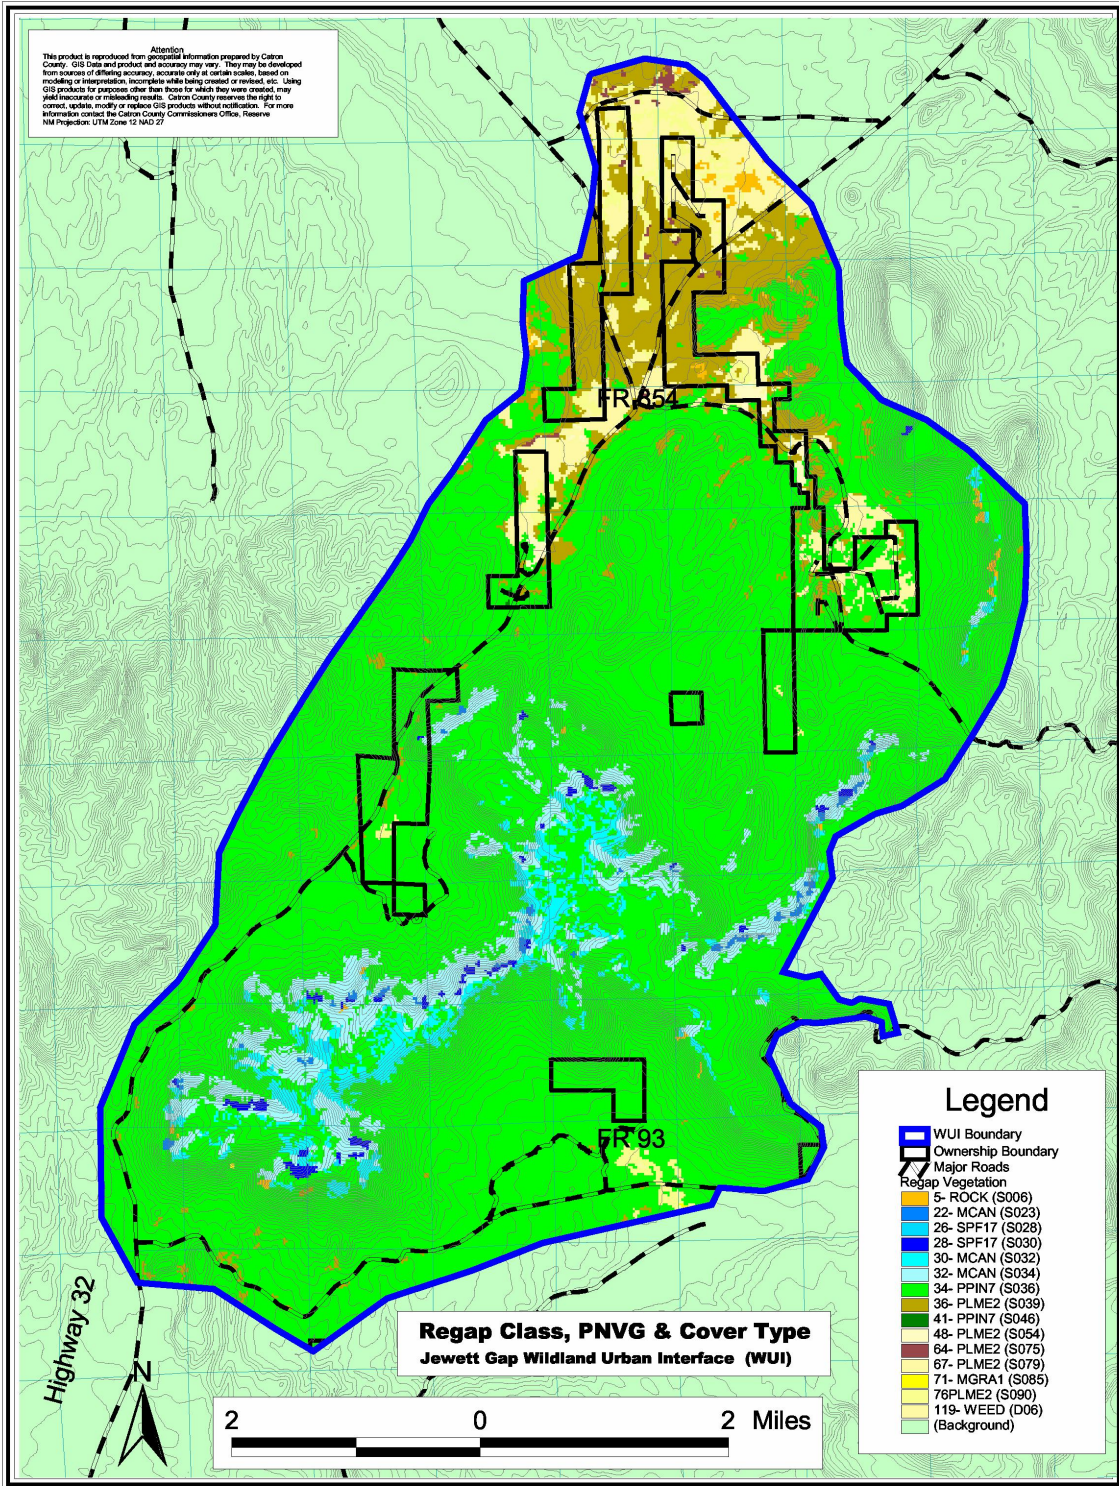 Attention
This product is reproduced from geospatial information prepared by Catron
County. GIS Data and product and accuracy may vary. They may be developed
from sources of differing accuracy, accurate only at certain scales, based on
modeling or interpretation, incomplete while being created or revised, etc. Using
GIS products for purposes other than those for which they were created, may
yield inaccurate or misleading results. Catron County reserves the right to
correct, update, modify or replace GIS products without notification. For more
information contact the Catron County Commissioners Office, Reserve
NM Projection: UTM Zone 12 NAD 27
FR 854
FR 93
Highway 32
N
Regap Class, PNVG & Cover Type
Jewett Gap Wildland Urban Interface (WUI)
2 0 2 Miles
Legend
WUI Boundary
Ownership Boundary
Major Roads
Regap Vegetation
5- ROCK (S006)
22- MCAN (S023)
26- SPF17 (S028)
28- SPF17 (S030)
30- MCAN (S032)
32- MCAN (S034)
34- PPIN7 (S036)
36- PLME2 (S039)
41- PPIN7 (S046)
48- PLME2 (S054)
64- PLME2 (S075)
67- PLME2 (S079)
71- MGRA1 (S085)
76PLME2 (S090)
119- WEED (D06)
(Background)